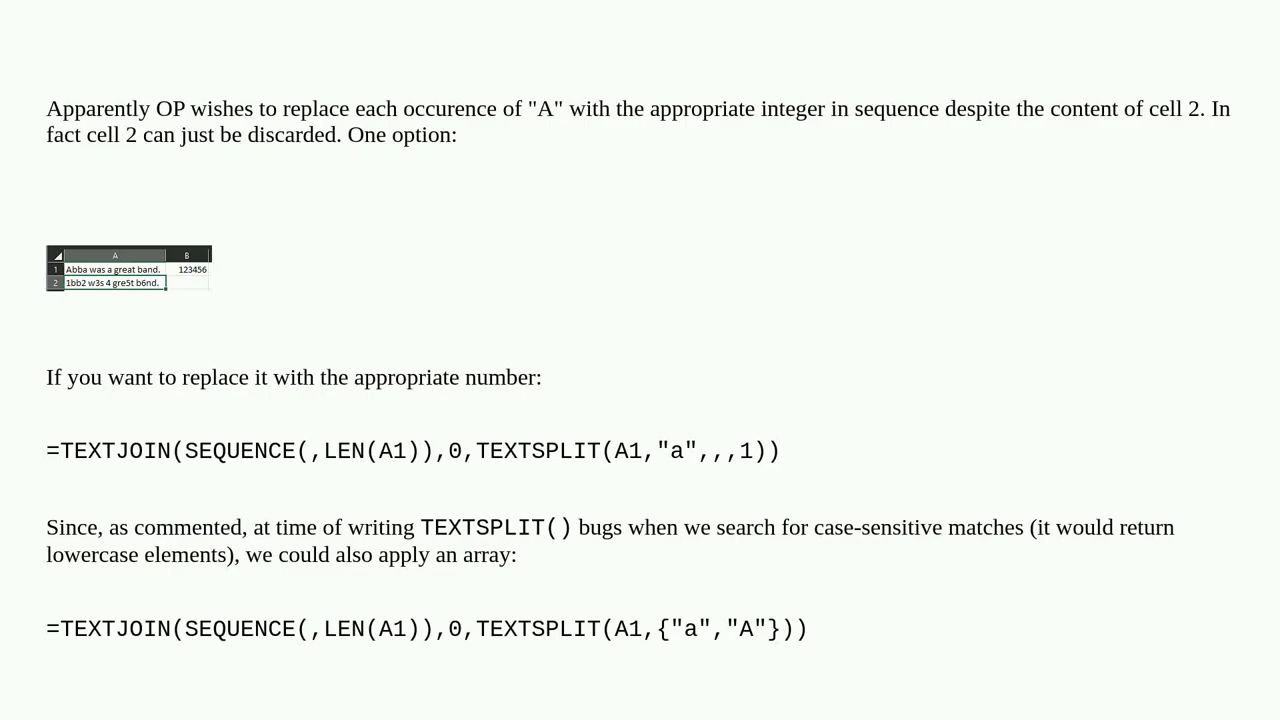 Apparently OP wishes to replace each occurence of "A" with the appropriate integer in sequence despite the content of cell 2. In
fact cell 2 can just be discarded. One option:
A B
1 Abba was a great band. 123456
2 1bb2 w3s 4 gre5t b6nd.
If you want to replace it with the appropriate number:
=TEXTJOIN(SEQUENCE(,LEN(A1)),0,TEXTSPLIT(A1,"a",,,1))
Since, as commented, at time of writing TEXTSPLIT() bugs when we search for case-sensitive matches (it would return
lowercase elements), we could also apply an array:
=TEXTJOIN(SEQUENCE(,LEN(A1)),0,TEXTSPLIT(A1,{"a","A"}))